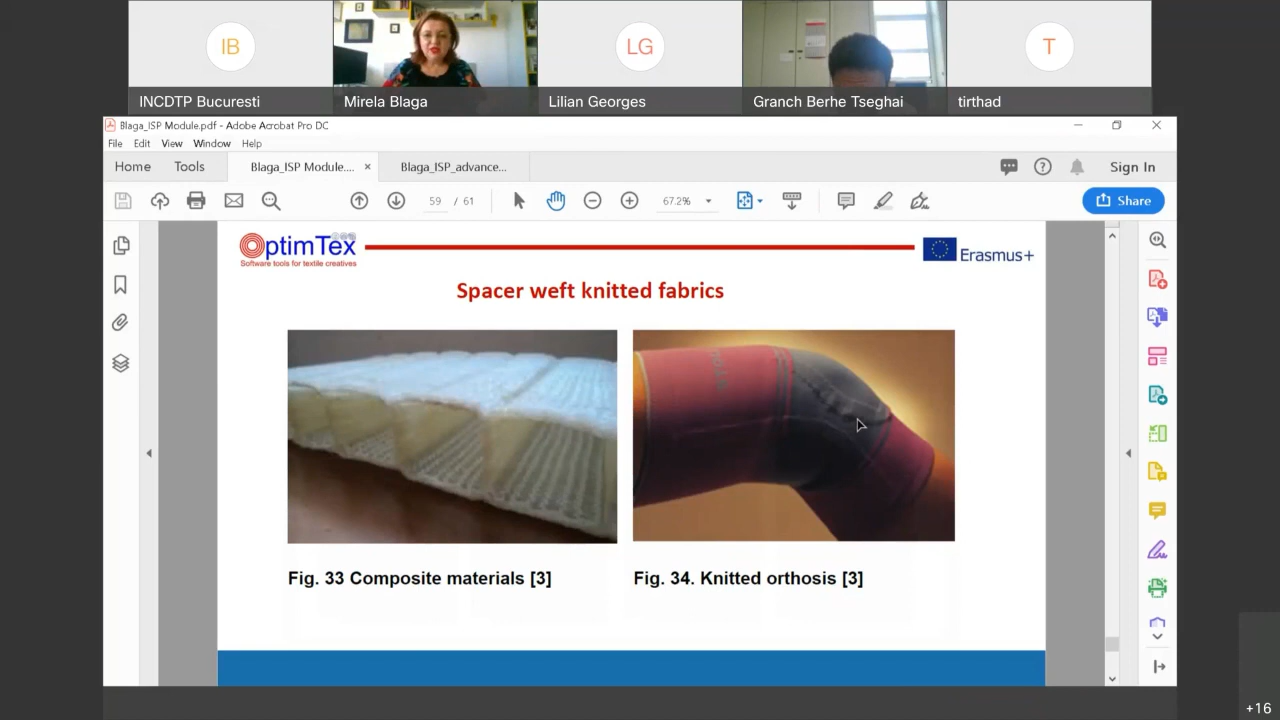 IB
LG
T
INCDTP Bucuresti
Mirela Blaga
Lilian Georges
Granch Berhe Tseghai
tirthad
Blaga_ISP Module.pdf - Adobe Acrobat Pro DC
File Edit View Window Help
Home Tools Blaga_ISP Module.... × Blaga_ISP_advance... Sign In
59 / 61 67.2% Share
OptimTex
Software tools for textile creatives
Erasmus+
Spacer weft knitted fabrics
Fig. 33 Composite materials [3]
Fig. 34. Knitted orthosis [3]
+16